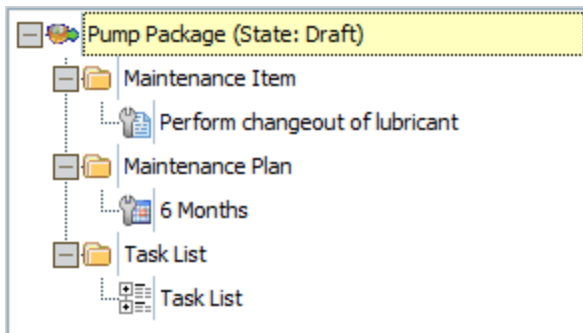 Pump Package (State: Draft)
Maintenance Item
Perform changeout of lubricant
Maintenance Plan
6 Months
Task List
Task List